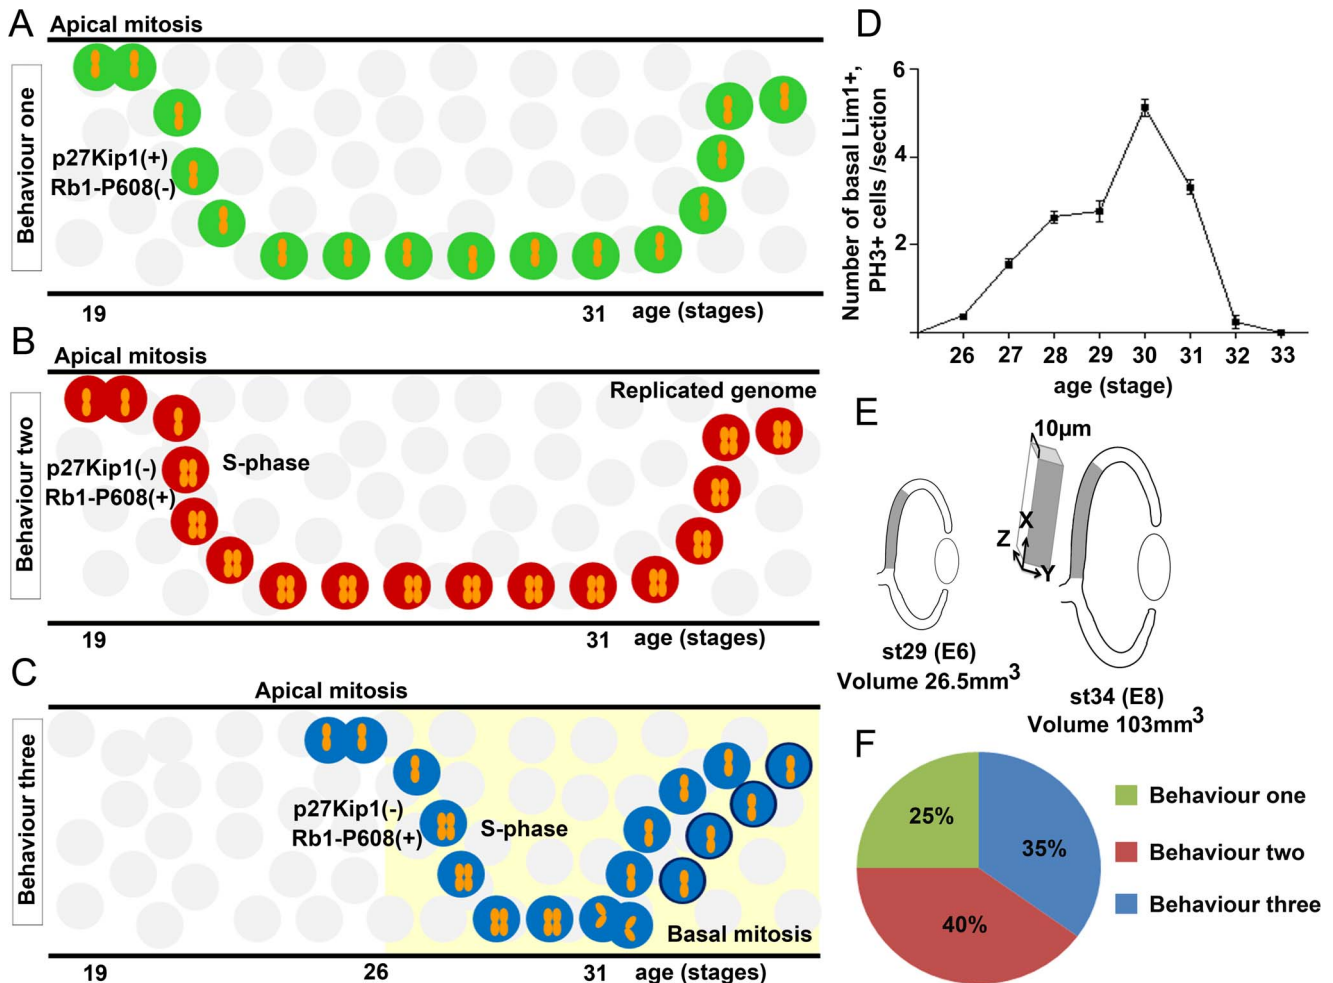 A
Apical mitosis
Behaviour one
p27Kip1(+)
Rb1-P608(-)
19
31
age (stages)
B
Apical mitosis
Behaviour two
Replicated genome
p27Kip1(-)
S-phase
Rb1-P608(+)
19
31
age (stages)
C
Apical mitosis
Behaviour three
p27Kip1(-)
Rb1-P608(+)
S-phase
Basal mitosis
19
26
31
age (stages)
D
Number of basal Lim1+,
PH3+ cells /section
6
4
2
26 27 28 29 30 31 32 33
age (stage)
E
10µm
X
Z
Y
st29 (E6)
Volume 26.5mm³
st34 (E8)
Volume 103mm³
F
25%
35%
40%
Behaviour one
Behaviour two
Behaviour three